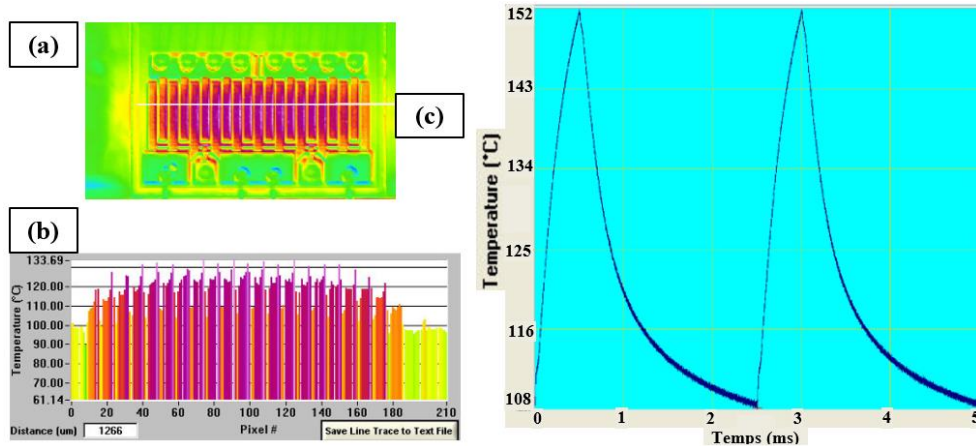 (a)
(c)
(b)
133.69
120.00
110.00
100.00
90.00
80.00
70.00
61.14
Temperature (°C)
0 20 40 60 80 100 120 140 160 180 210
Distance (um) 1266 Pixel # Save Line Trace to Text File
152
143
134
125
116
108
Temperature (°C)
0 1 2 3 4 5
Temps (ms)